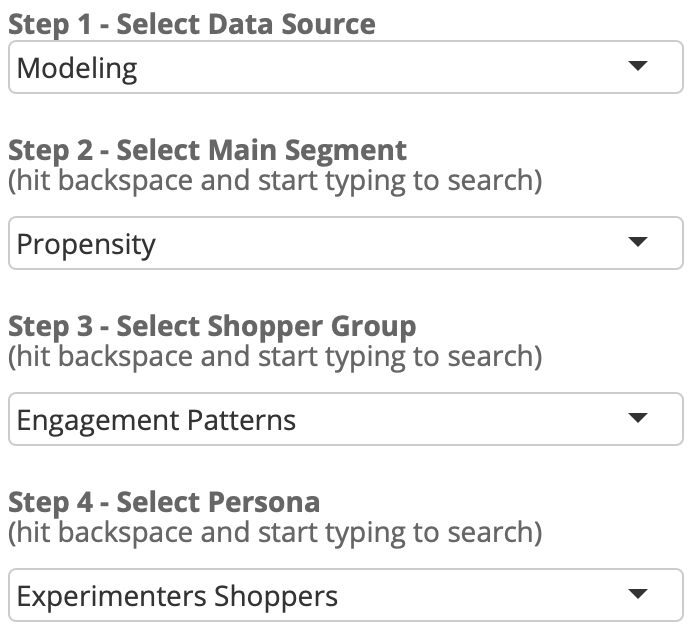 Step 1 - Select Data Source
Modeling
Step 2 - Select Main Segment
(hit backspace and start typing to search)
Propensity
Step 3 - Select Shopper Group
(hit backspace and start typing to search)
Engagement Patterns
Step 4 - Select Persona
(hit backspace and start typing to search)
Experimenters Shoppers